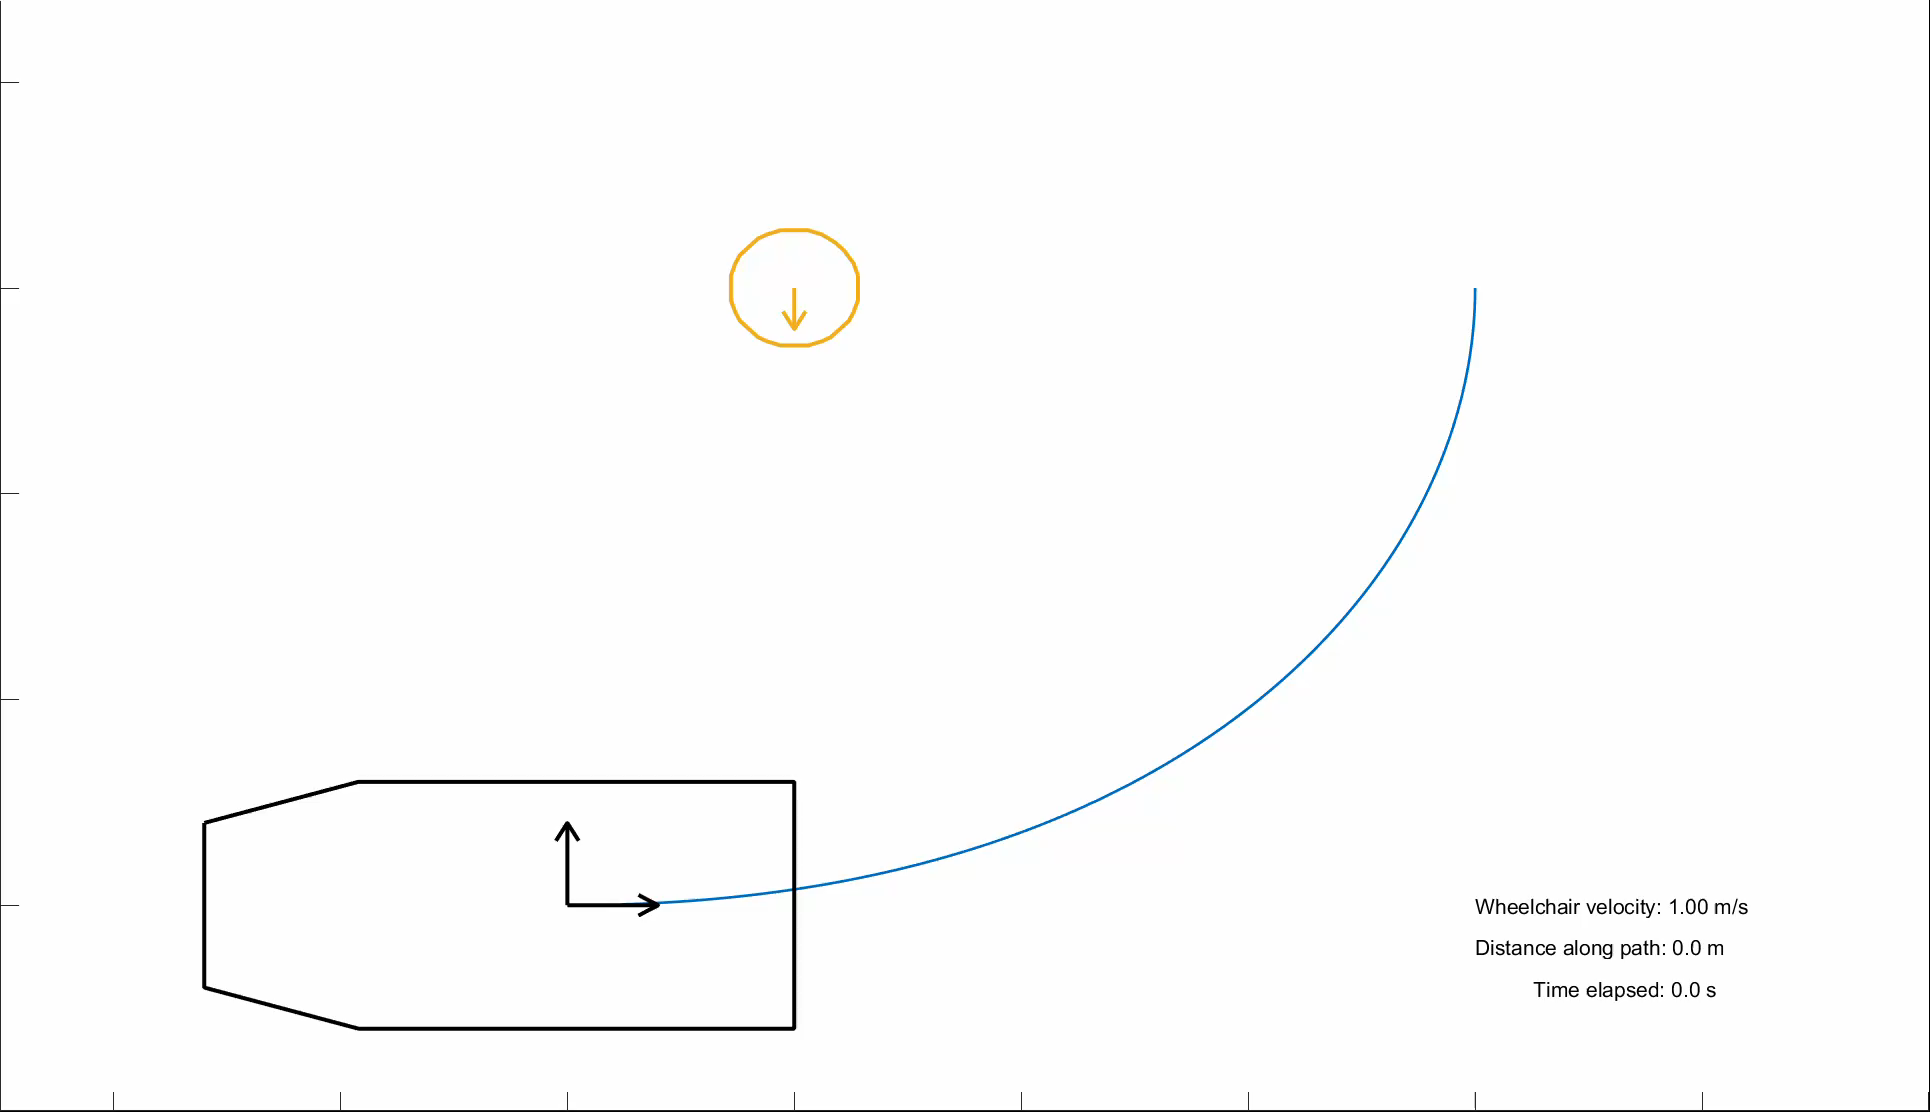 Wheelchair velocity: 1.00 m/s
Distance along path: 0.0 m
Time elapsed: 0.0 s